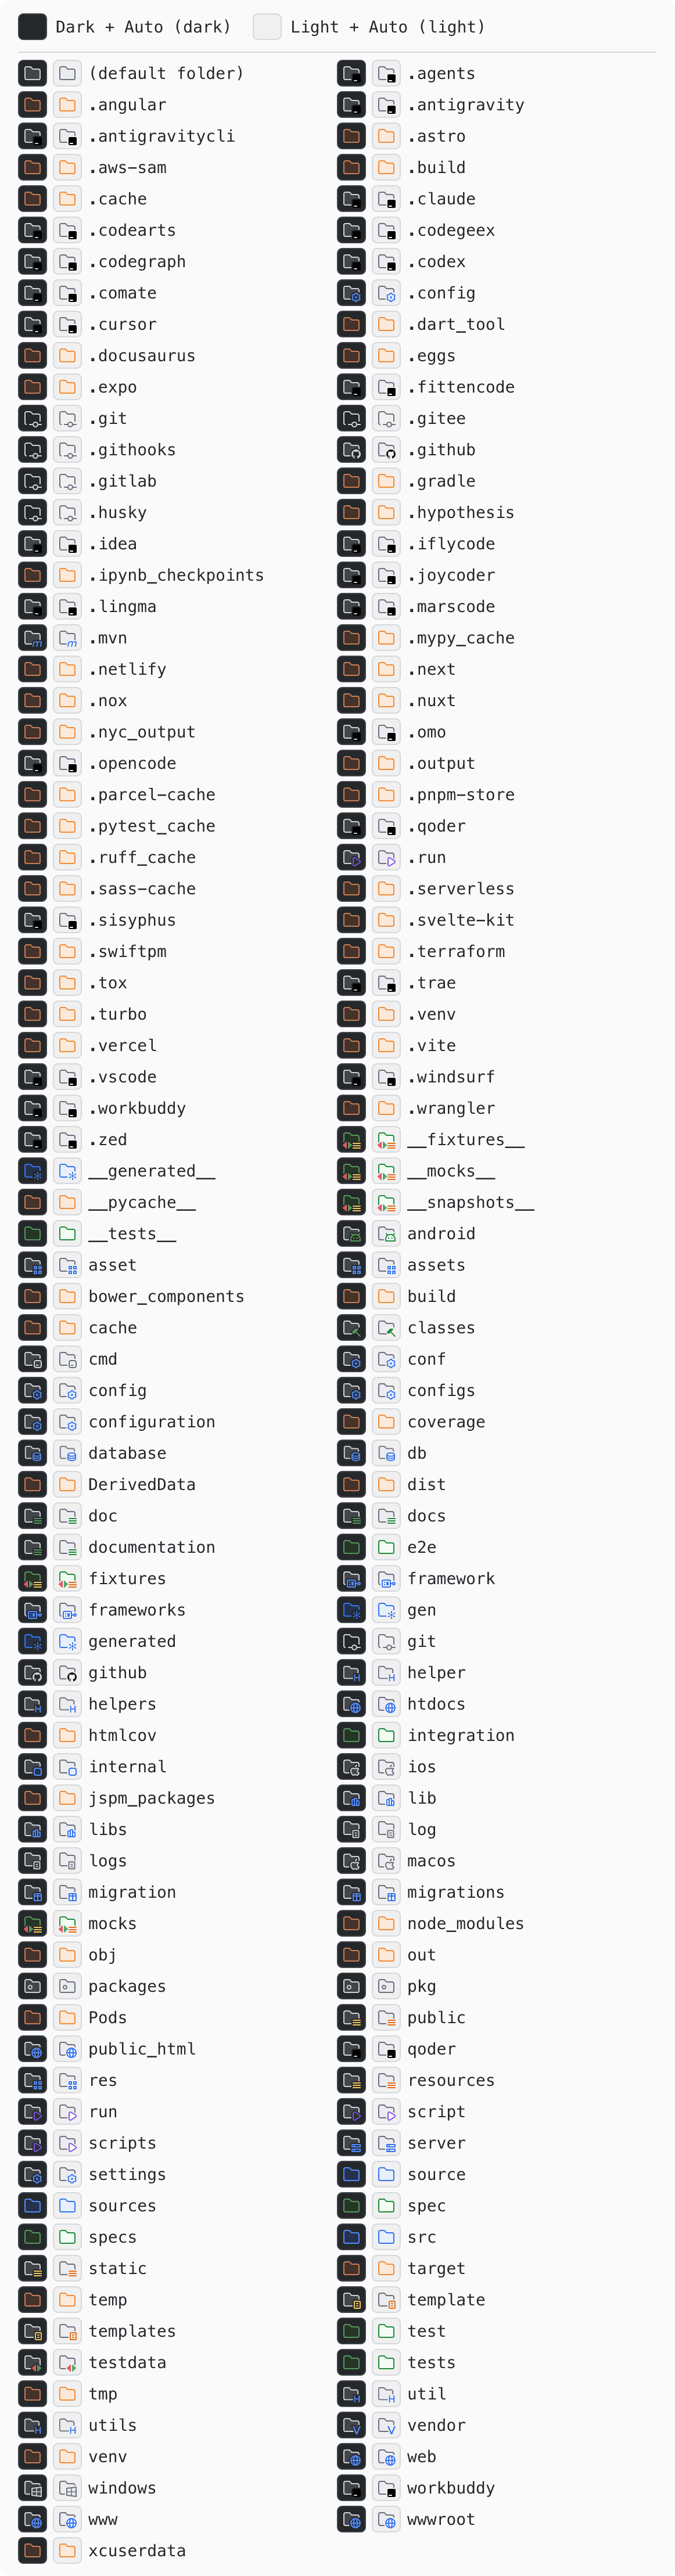 Dark + Auto (dark) Light + Auto (light)
(default folder) .agents
.angular .antigravity
.antigravitycli .astro
.aws-sam .build
.cache .claude
.codearts .codegeex
.codegraph .codex
.comate .config
.cursor .dart_tool
.docusaurus .eggs
.expo .fittencode
.git .gitee
.githooks .github
.gitlab .gradle
.husky .hypothesis
.idea .iflycode
.ipynb_checkpoints .joycoder
.lingma .marscode
.mvn .mypy_cache
.netlify .next
.nox .nuxt
.nyc_output .omo
.opencode .output
.parcel-cache .pnpm-store
.pytest_cache .qoder
.ruff_cache .run
.sass-cache .serverless
.sisyphus .svelte-kit
.swiftpm .terraform
.tox .trae
.turbo .venv
.vercel .vite
.vscode .windsurf
.workbuddy .wrangler
.zed __fixtures__
__generated__ __mocks__
__pycache__ __snapshots__
__tests__ android
asset assets
bower_components build
cache classes
cmd conf
config configs
configuration coverage
database db
DerivedData dist
doc docs
documentation e2e
fixtures framework
frameworks gen
generated git
github helper
helpers htdocs
htmlcov integration
internal ios
jspm_packages lib
libs log
logs macos
migration migrations
mocks node_modules
obj out
packages pkg
Pods public
public_html qoder
res resources
run script
scripts server
settings source
sources spec
specs src
static target
temp template
templates test
testdata tests
tmp util
utils vendor
venv web
windows workbuddy
www wwwroot
xcuserdata